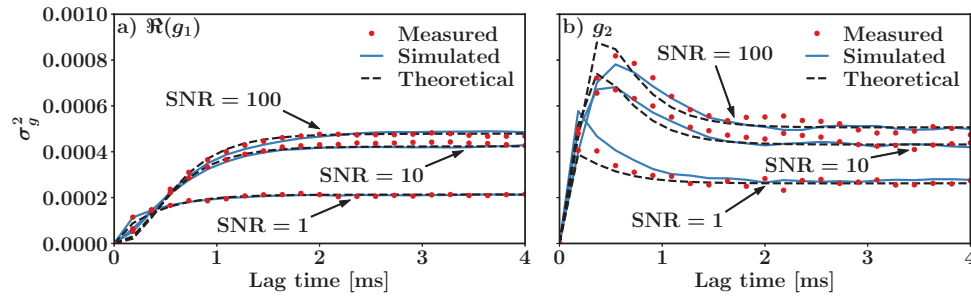 a) ℜ(g₁)
Measured
Simulated
Theoretical
SNR = 100
SNR = 10
SNR = 1
0.0010
0.0008
0.0006
0.0004
0.0002
0.0000
σ²g
0 1 2 3 4
Lag time [ms]
b) g₂
Measured
Simulated
Theoretical
SNR = 100
SNR = 10
SNR = 1
0 1 2 3 4
Lag time [ms]